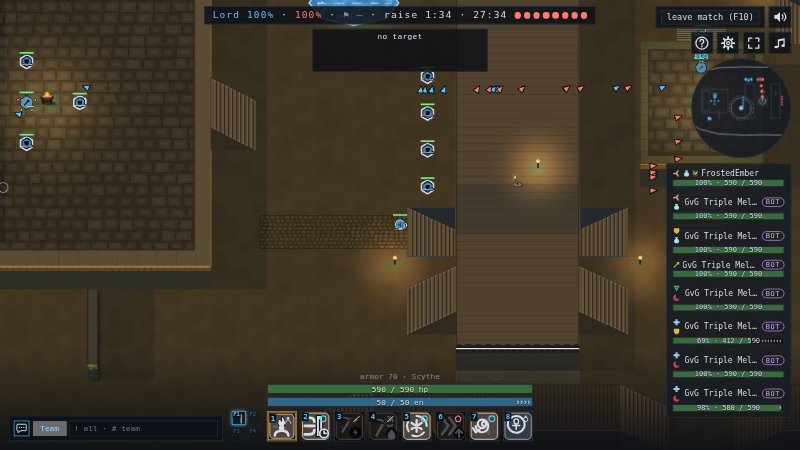 Lord 100% · 100% · ⚑ — · raise 1:34 · 27:34
leave match (F10)
no target
FrostedEmber
100% · 590 / 590
GvG Triple Mel… BOT
100% · 590 / 590
GvG Triple Mel… BOT
100% · 590 / 590
GvG Triple Mel… BOT
100% · 590 / 590
GvG Triple Mel… BOT
100% · 590 / 590
GvG Triple Mel… BOT
69% · 412 / 590
GvG Triple Mel… BOT
100% · 590 / 590
GvG Triple Mel… BOT
98% · 580 / 590
armor 70 · Scythe
590 / 590 hp
50 / 50 en
F1 F2
F3 F4
1 2 3 4 5 6 7 8
Team ! all · # team